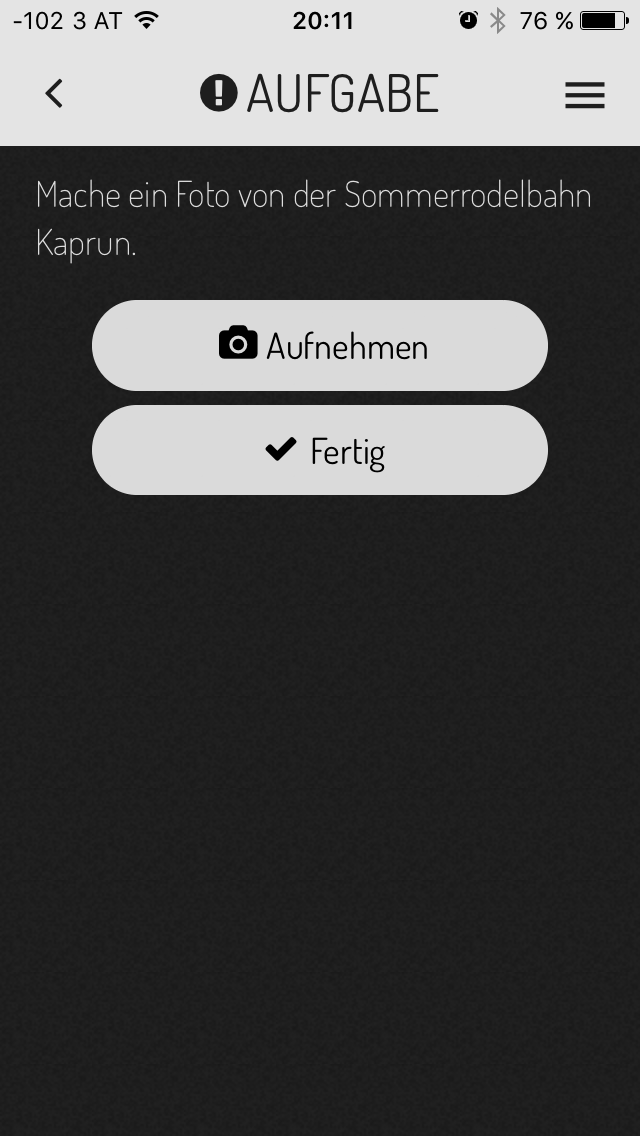 -102 3 AT 20:11 76 %
AUFGABE
Mache ein Foto von der Sommerrodelbahn
Kaprun.
Aufnehmen
Fertig